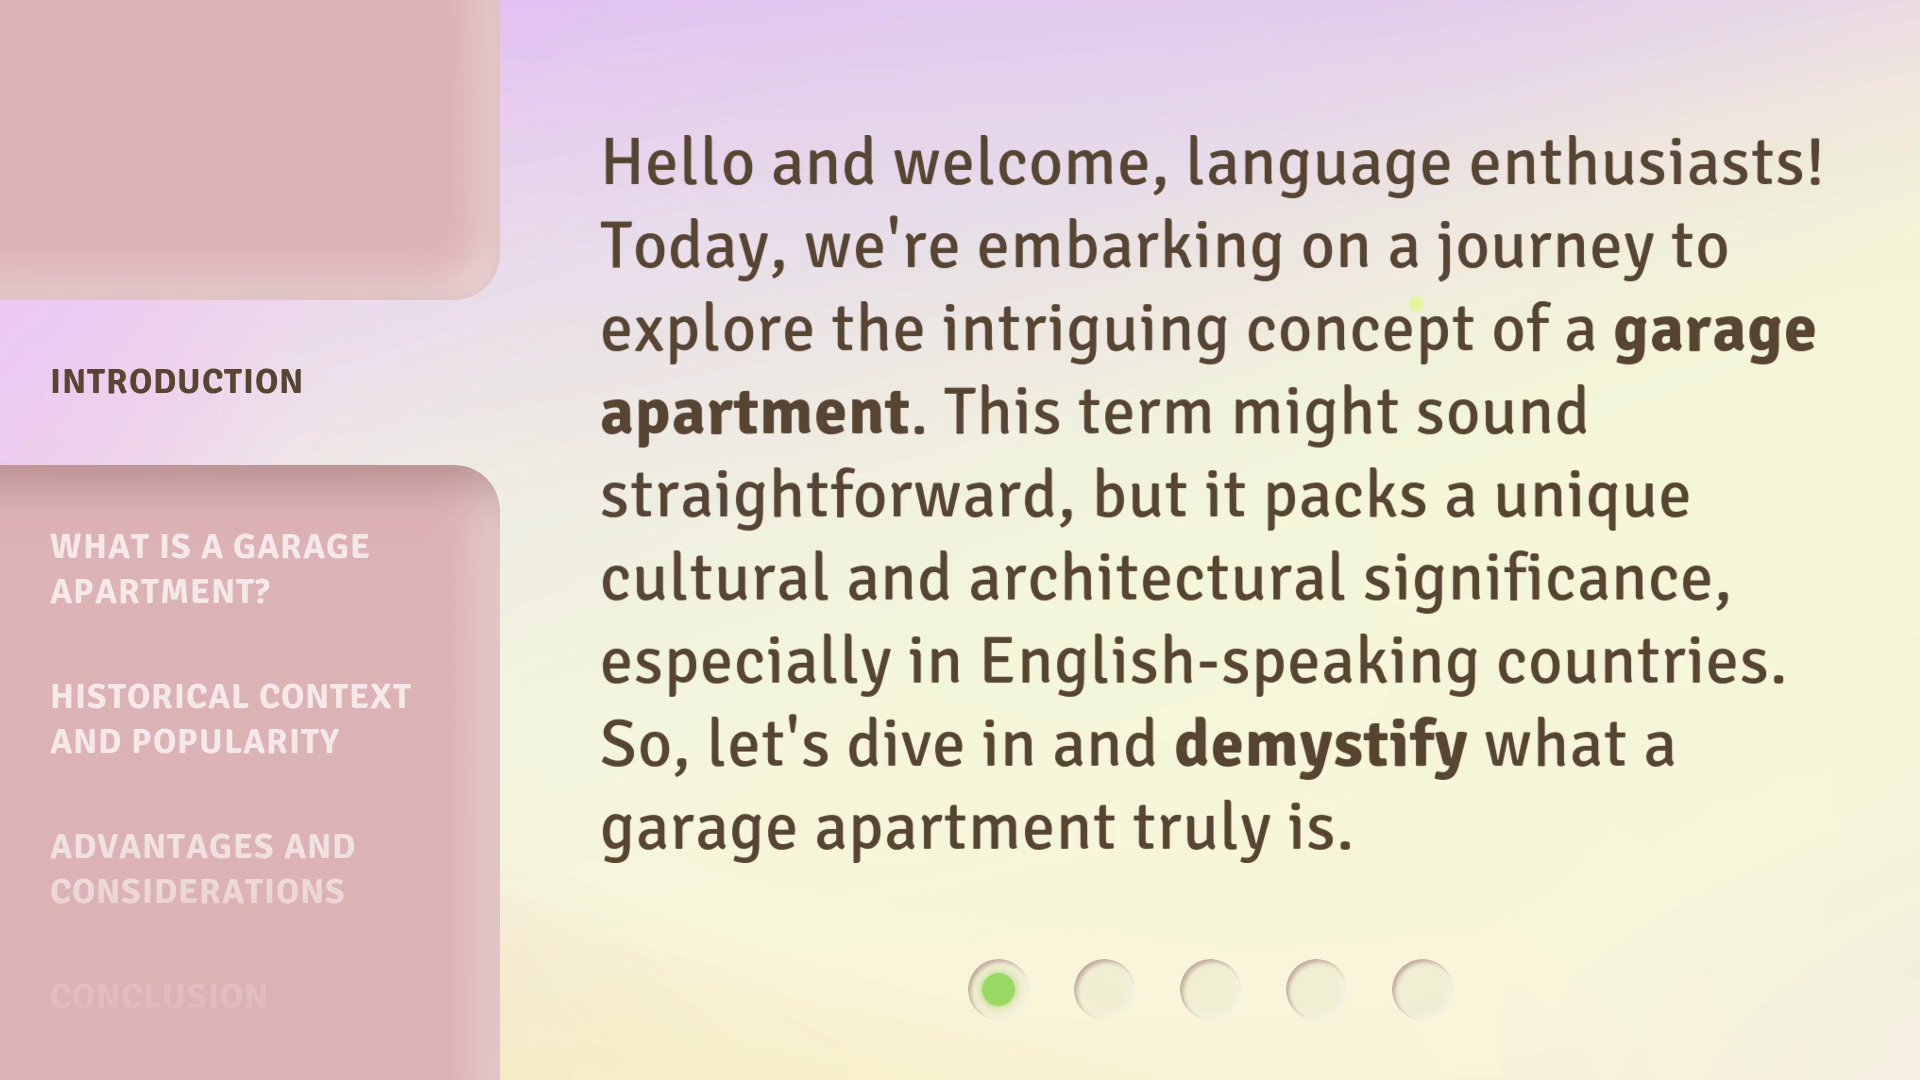 INTRODUCTION
WHAT IS A GARAGE
APARTMENT?
HISTORICAL CONTEXT
AND POPULARITY
ADVANTAGES AND
CONSIDERATIONS
CONCLUSION
Hello and welcome, language enthusiasts!
Today, we're embarking on a journey to
explore the intriguing concept of a garage
apartment. This term might sound
straightforward, but it packs a unique
cultural and architectural significance,
especially in English-speaking countries.
So, let's dive in and demystify what a
garage apartment truly is.